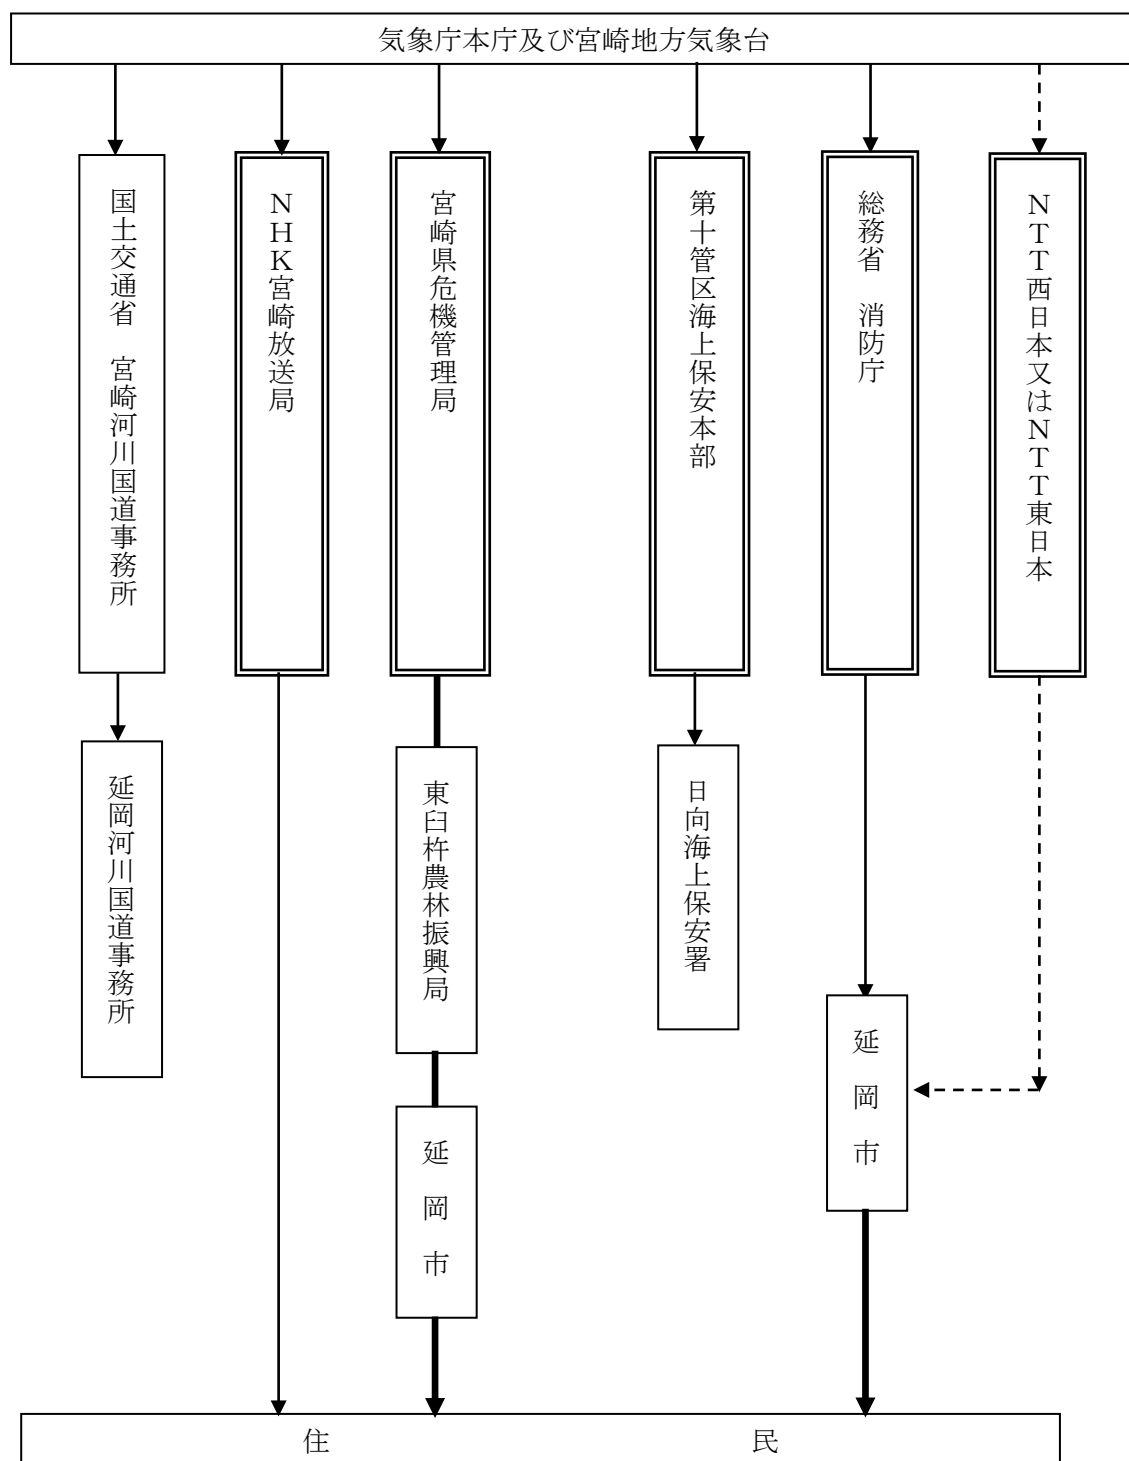 気象庁本庁及び宮崎地方気象台
国土交通省　宮崎河川国道事務所
ＮＨＫ宮崎放送局
宮崎県危機管理局
第十管区海上保安本部
総務省　消防庁
ＮＴＴ西日本又はＮＴＴ東日本
延岡河川国道事務所
東臼杵農林振興局
日向海上保安署
延岡市
延岡市
住民